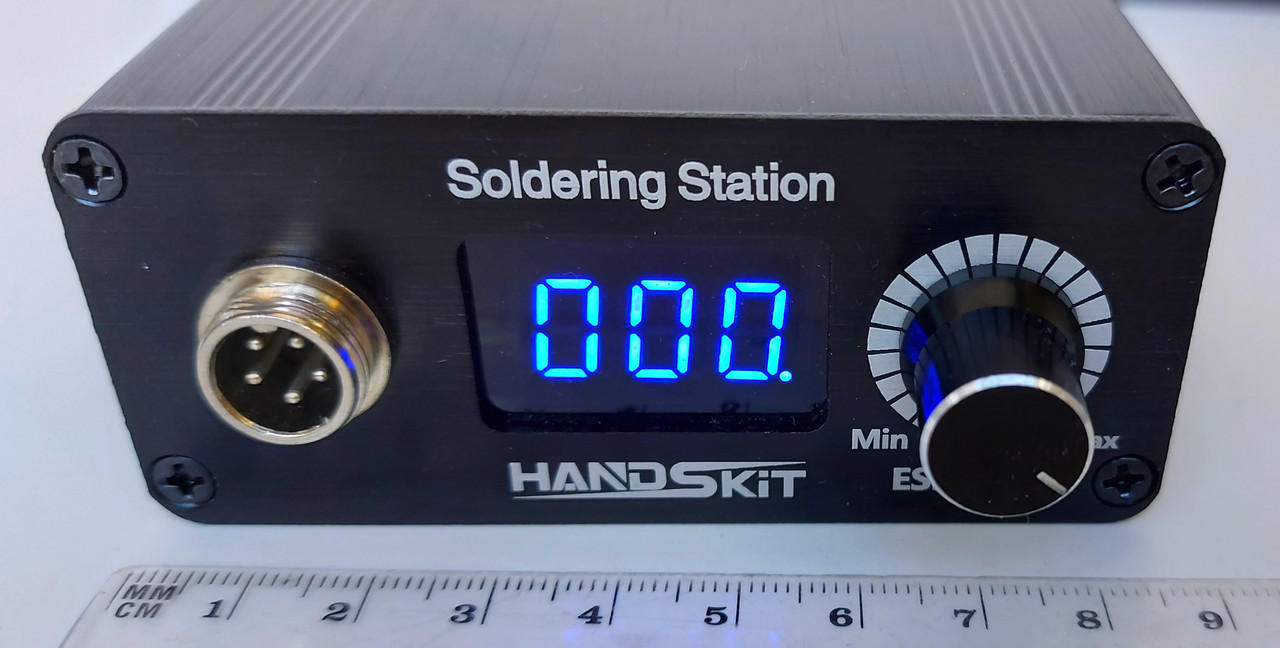 Soldering Station
000.
HANDSKiT
Min
MM
CM 1 2 3 4 5 6 7 8 9